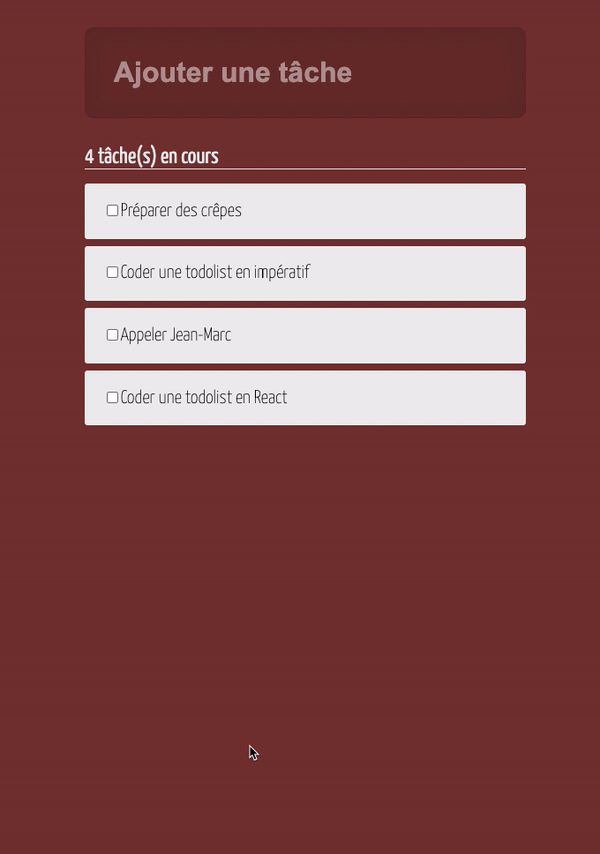 Ajouter une tâche
4 tâche(s) en cours
Préparer des crêpes
Coder une todolist en impératif
Appeler Jean-Marc
Coder une todolist en React